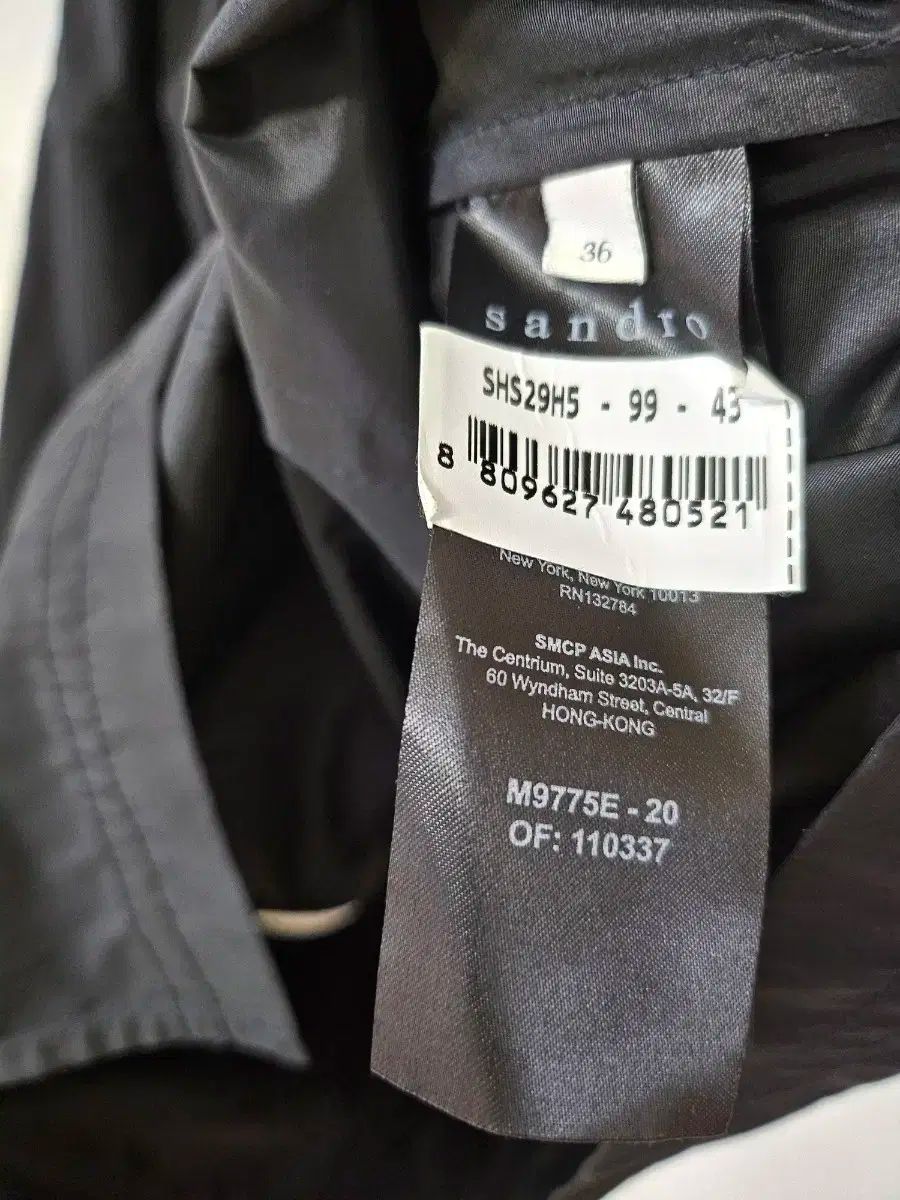 36
sandro
SHS29H5 - 99 - 43
8 809627 480521
New York, New York 10013
RN132784
SMCP ASIA Inc.
The Centrium, Suite 3203A-5A, 32/F
60 Wyndham Street, Central
HONG-KONG
M9775E - 20
OF: 110337